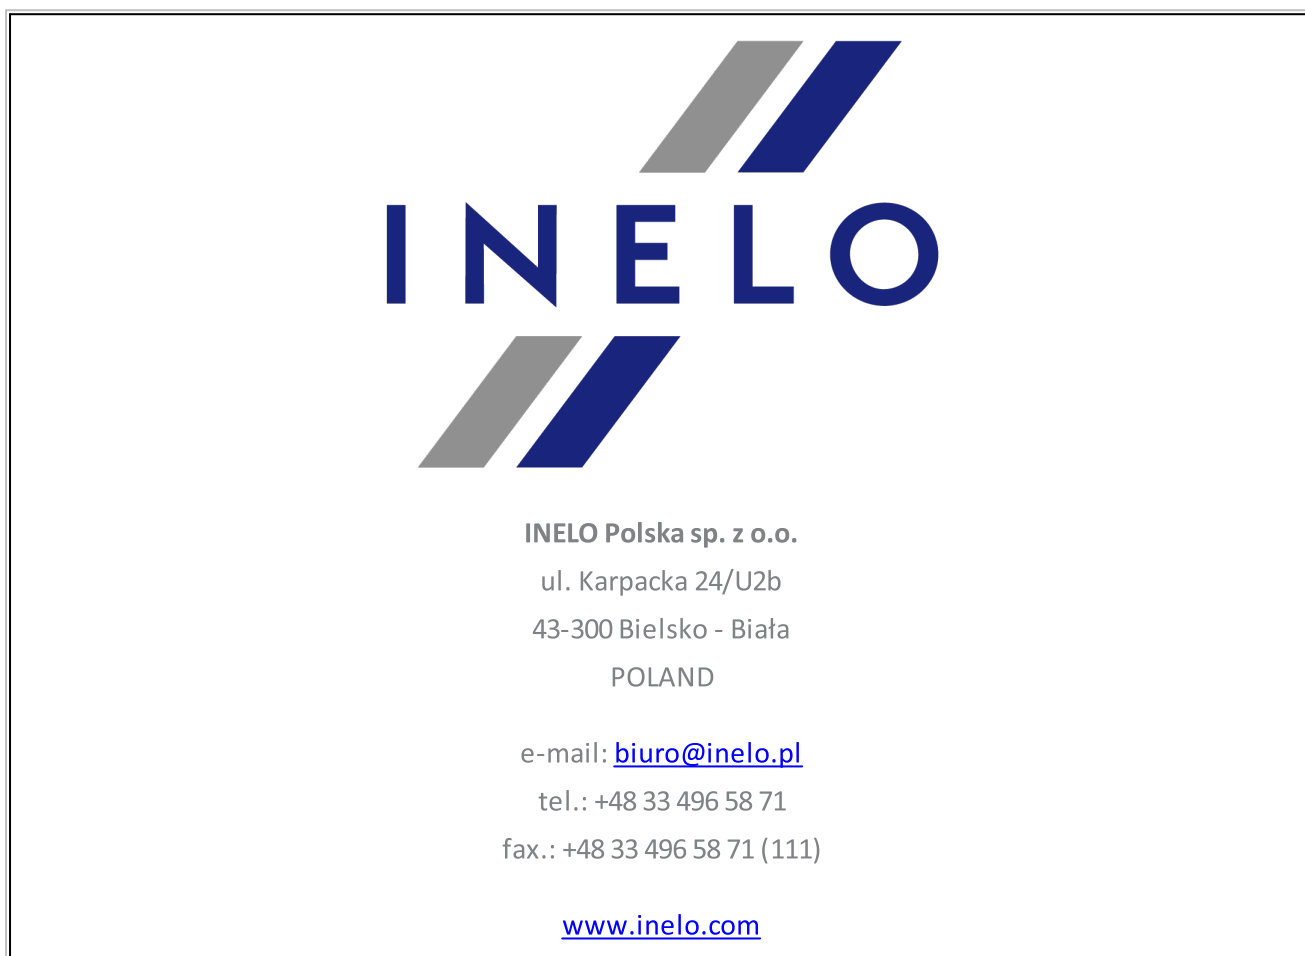 INELO
INELO Polska sp. z o.o.
ul. Karpacka 24/U2b
43-300 Bielsko - Biała
POLAND
e-mail: biuro@inelo.pl
tel.: +48 33 496 58 71
fax.: +48 33 496 58 71 (111)
www.inelo.com